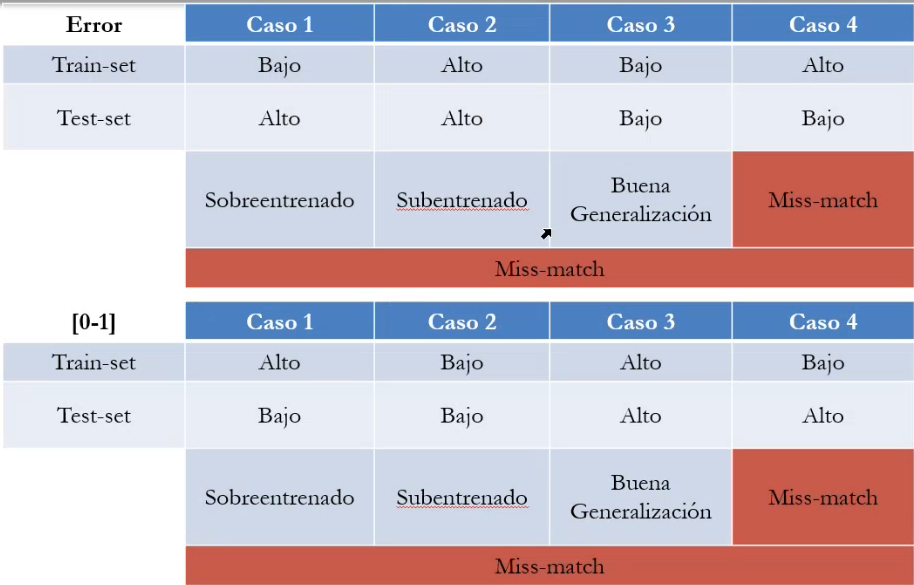 Error Caso 1 Caso 2 Caso 3 Caso 4
Train-set Bajo Alto Bajo Alto
Test-set Alto Alto Bajo Bajo
Sobreentrenado Subentrenado Buena Generalización Miss-match
Miss-match
[0-1] Caso 1 Caso 2 Caso 3 Caso 4
Train-set Alto Bajo Alto Bajo
Test-set Bajo Bajo Alto Alto
Sobreentrenado Subentrenado Buena Generalización Miss-match
Miss-match